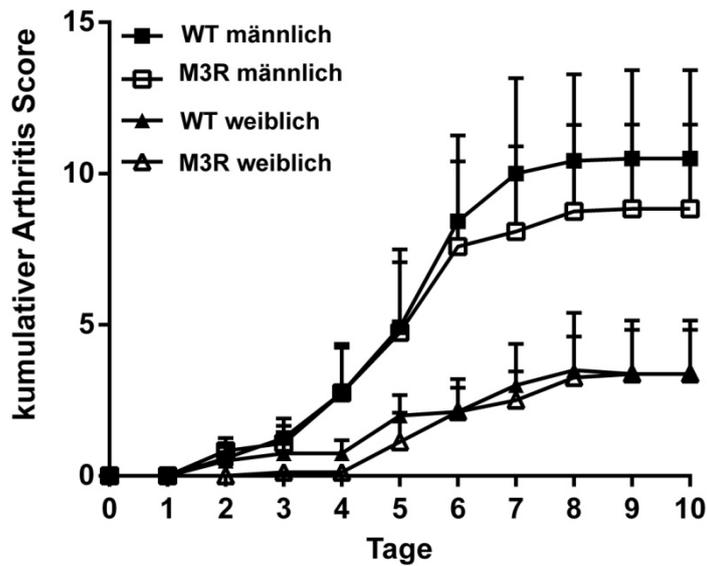 kumulativer Arthritis Score
15
10
5
0
WT männlich
M3R männlich
WT weiblich
M3R weiblich
0 1 2 3 4 5 6 7 8 9 10
Tage